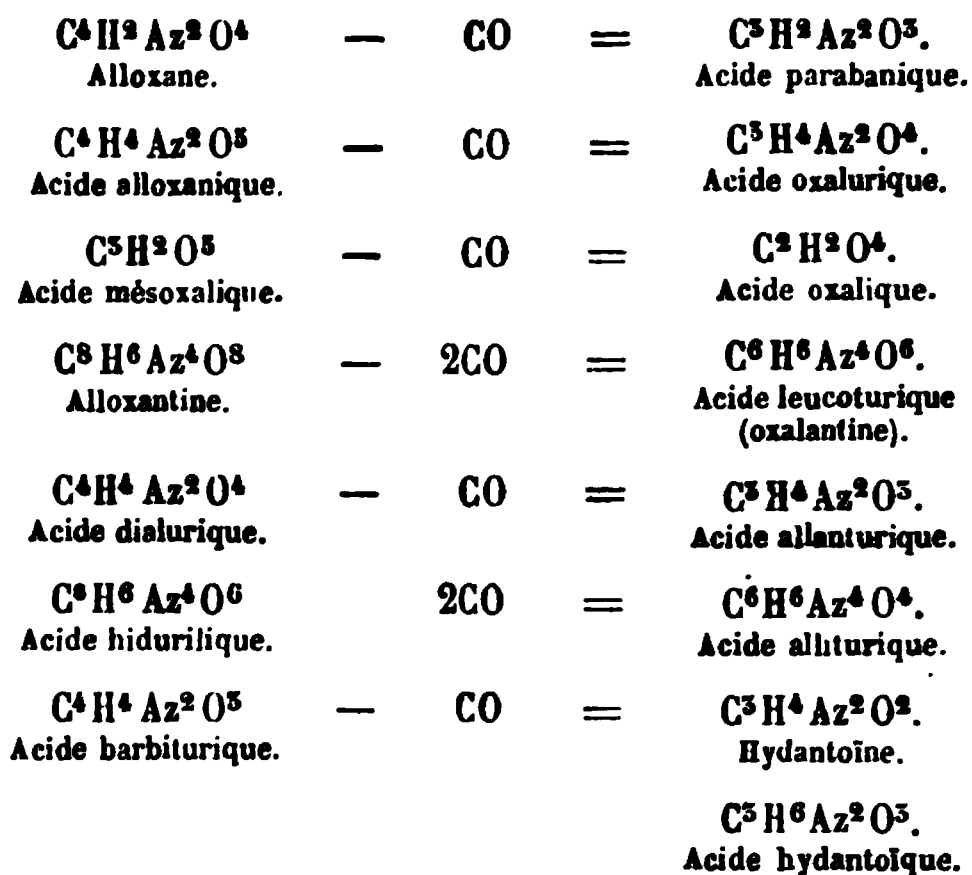 C⁴H²Az²O⁴ — CO = C³H²Az²O³.
Alloxane. Acide parabanique.
C⁴H⁴Az²O⁵ — CO = C³H⁴Az²O⁴.
Acide alloxanique. Acide oxalurique.
C³H²O⁵ — CO = C²H²O⁴.
Acide mésoxalique. Acide oxalique.
C⁸H⁶Az⁴O⁸ — 2CO = C⁶H⁶Az⁴O⁶.
Alloxantine. Acide leucoturique
(oxalantine).
C⁴H⁴Az²O⁴ — CO = C³H⁴Az²O³.
Acide dialurique. Acide allanturique.
C⁸H⁶Az⁴O⁶ 2CO = C⁶H⁶Az⁴O⁴.
Acide hidurilique. Acide alliturique.
C⁴H⁴Az²O³ — CO = C³H⁴Az²O².
Acide barbiturique. Hydantoïne.
C³H⁶Az²O³.
Acide hydantoïque.